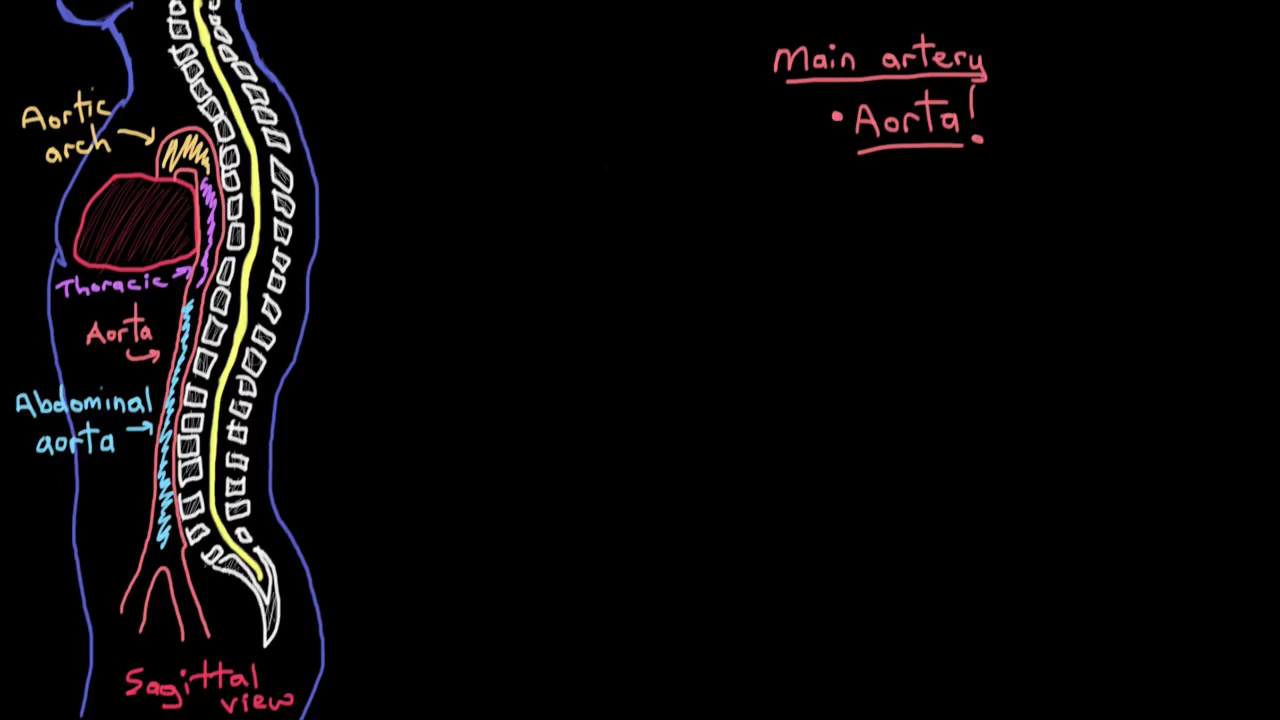 Main artery
• Aorta!
Aortic
arch
Thoracic
Aorta
Abdominal
aorta
Sagittal
view